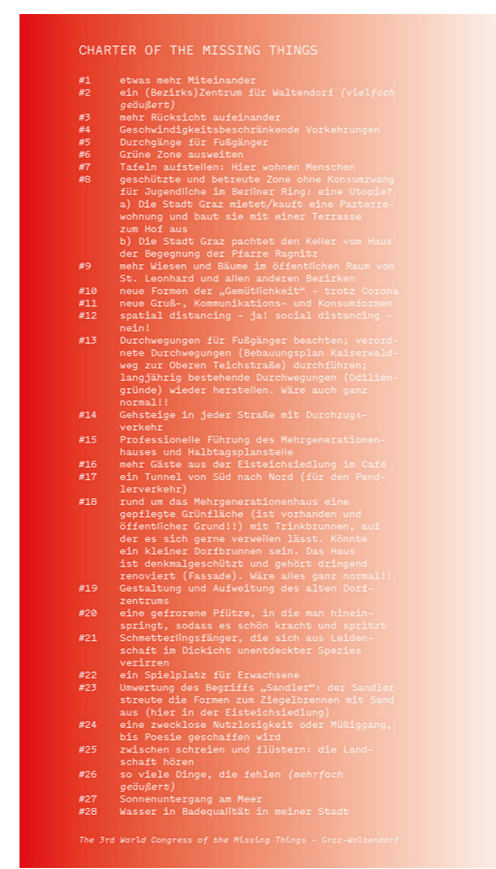 CHARTER OF THE MISSING THINGS
#1 etwas mehr Miteinander
#2 ein (Bezirks)Zentrum für Waltendorf (vielfach
geäußert)
#3 mehr Rücksicht aufeinander
#4 Geschwindigkeitsbeschränkende Vorkehrungen
#5 Durchgänge für Fußgänger
#6 Grüne Zone ausweiten
#7 Tafeln aufstellen: Hier wohnen Menschen
#8 geschützte und betreute Zone ohne Konsumzwang
für Jugendliche im Berliner Ring: eine Utopie?
a) Die Stadt Graz mietet/kauft eine Parterre-
wohnung und baut sie mit einer Terrasse
zum Hof aus
b) Die Stadt Graz pachtet den Keller vom Haus
der Begegnung der Pfarre Ragnitz
#9 mehr Wiesen und Bäume im öffentlichen Raum von
St. Leonhard und allen anderen Bezirken
#10 neue Formen der „Gemütlichkeit“ – trotz Corona
#11 neue Gruß-, Kommunikations- und Konsumformen
#12 spatial distancing – ja! social distancing –
nein!
#13 Durchwegungen für Fußgänger beachten; verord-
nete Durchwegungen (Bebauungsplan Kaiserwald-
weg zur Oberen Teichstraße) durchführen;
langjährig bestehende Durchwegungen (Odilien-
gründe) wieder herstellen. Wäre auch ganz
normal!!
#14 Gehsteige in jeder Straße mit Durchzugs-
verkehr
#15 Professionelle Führung des Mehrgenerationen-
hauses und Halbtagsplanstelle
#16 mehr Gäste aus der Eisteichsiedlung im Café
#17 ein Tunnel von Süd nach Nord (für den Pend-
lerverkehr)
#18 rund um das Mehrgenerationenhaus eine
gepflegte Grünfläche (ist vorhanden und
öffentlicher Grund!!) mit Trinkbrunnen, auf
der es sich gerne verweilen lässt. Könnte
ein kleiner Dorfbrunnen sein. Das Haus
ist denkmalgeschützt und gehört dringend
renoviert (Fassade). Wäre alles ganz normal!!
#19 Gestaltung und Aufweitung des alten Dorf-
zentrums
#20 eine gefrorene Pfütze, in die man hinein-
springt, sodass es schön kracht und spritzt
#21 Schmetterlingsfänger, die sich aus Leiden-
schaft im Dickicht unentdeckter Spezies
verirren
#22 ein Spielplatz für Erwachsene
#23 Umwertung des Begriffs „Sandler“: der Sandler
streute die Formen zum Ziegelbrennen mit Sand
aus (hier in der Eisteichsiedlung)
#24 eine zwecklose Nutzlosigkeit oder Müßiggang,
bis Poesie geschaffen wird
#25 zwischen schreien und flüstern: die Land-
schaft hören
#26 so viele Dinge, die fehlen (mehrfach
geäußert)
#27 Sonnenuntergang am Meer
#28 Wasser in Badequalität in meiner Stadt
The 3rd World Congress of the Missing Things – Graz-Waltendorf